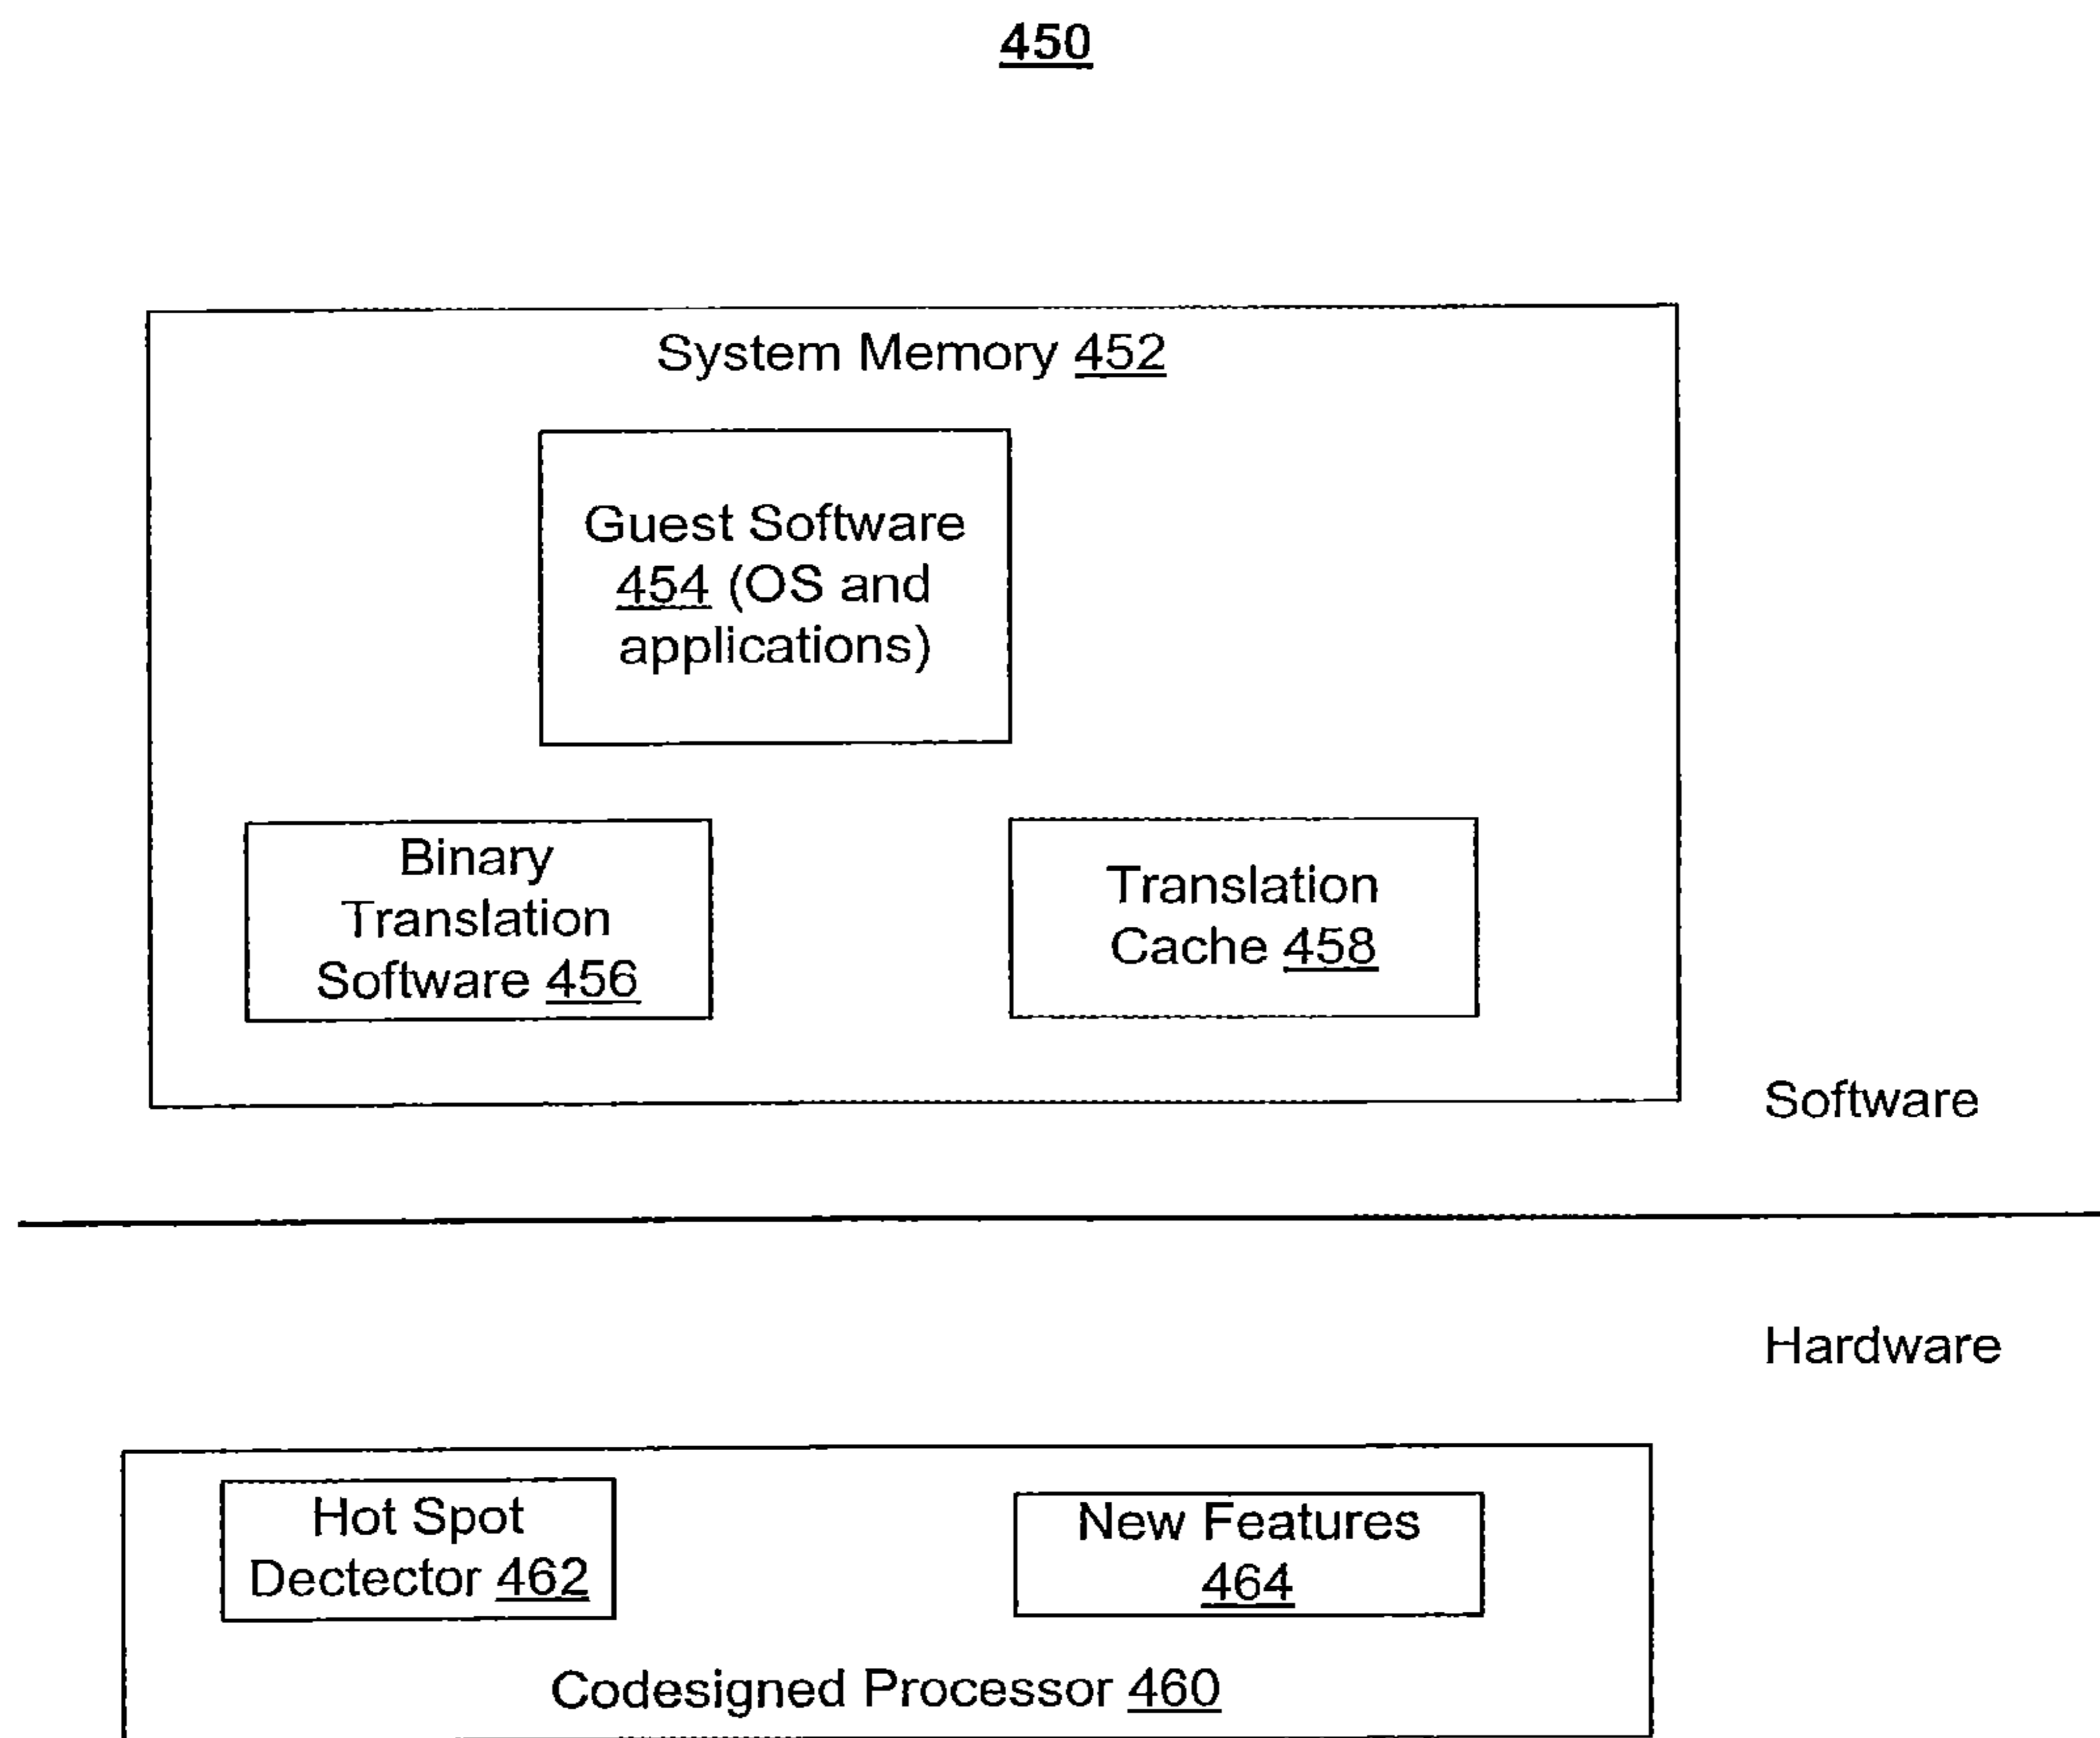 450
System Memory 452
Guest Software
454 (OS and
applications)
Binary
Translation
Software 456
Translation
Cache 458
Software
Hardware
Hot Spot
Dectector 462
New Features
464
Codesigned Processor 460